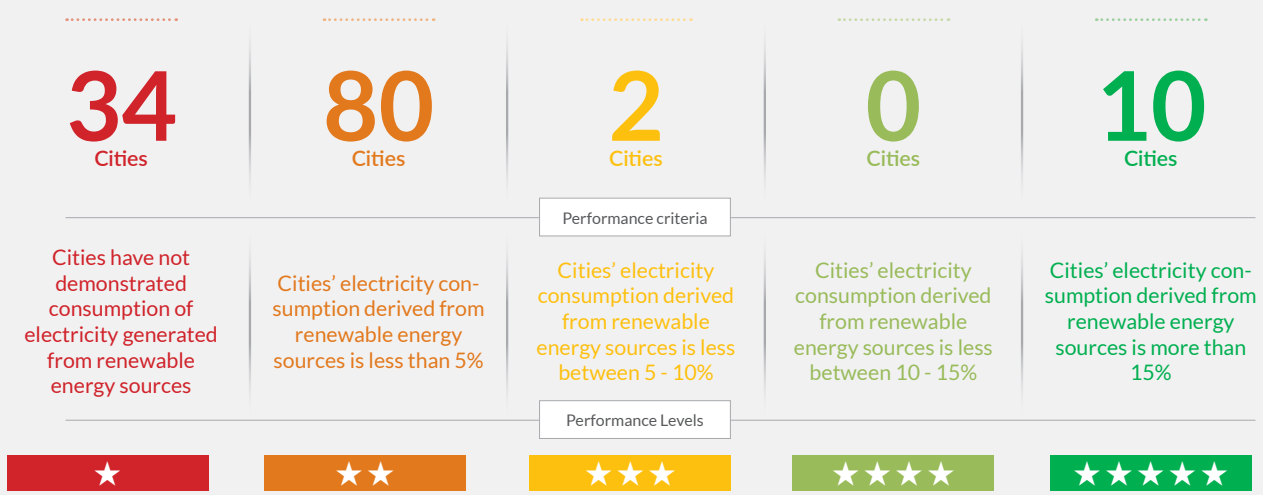 34
Cities
80
Cities
2
Cities
0
Cities
10
Cities
Performance criteria
Cities have not
demonstrated
consumption of
electricity generated
from renewable
energy sources
Cities' electricity con-
sumption derived from
renewable energy
sources is less than 5%
Cities' electricity
consumption derived
from renewable
energy sources is less
between 5 - 10%
Cities' electricity
consumption derived
from renewable
energy sources is less
between 10 - 15%
Cities' electricity con-
sumption derived from
renewable energy
sources is more than
15%
Performance Levels